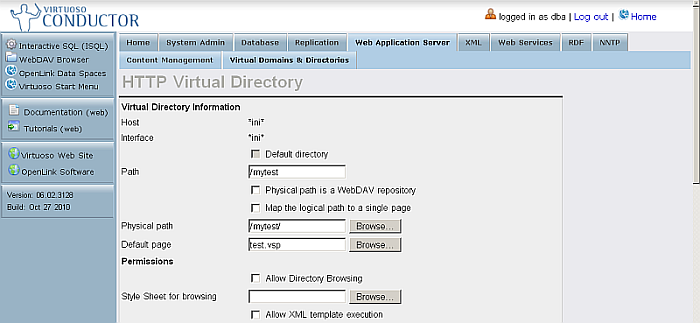 VIRTUOSO
CONDUCTOR
logged in as dba | Log out | Home
Interactive SQL (ISQL)
WebDAV Browser
OpenLink Data Spaces
Virtuoso Start Menu
Documentation (web)
Tutorials (web)
Virtuoso Web Site
OpenLink Software
Version: 06.02.3128
Build: Oct 27 2010
Home System Admin Database Replication Web Application Server XML Web Services RDF NNTP
Content Management Virtual Domains & Directories
HTTP Virtual Directory
Virtual Directory Information
Host *ini*
Interface *ini*
Default directory
Path /mytest
Physical path is a WebDAV repository
Map the logical path to a single page
Physical path /mytest/ Browse...
Default page test.vsp Browse...
Permissions
Allow Directory Browsing
Style Sheet for browsing Browse...
Allow XML template execution